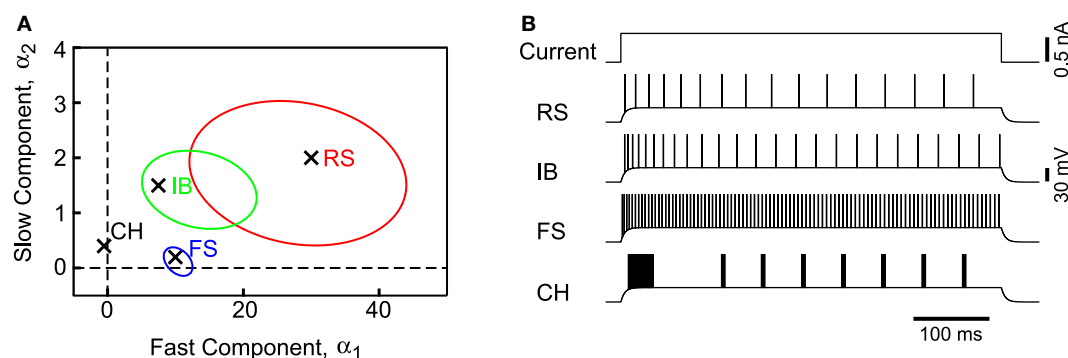 A
Slow Component, α2
4
3
2
1
0
RS
IB
CH
FS
0
20
40
Fast Component, α1
B
Current
0.5 nA
RS
IB
30 mV
FS
CH
100 ms